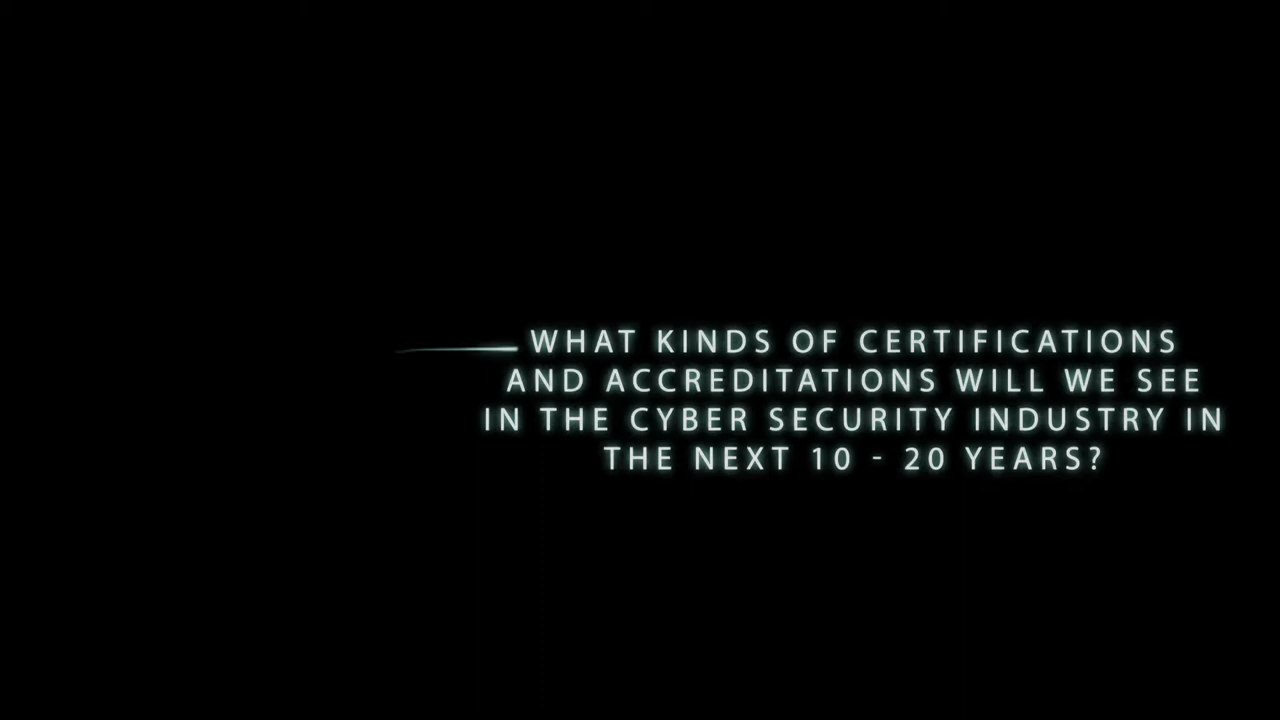 WHAT KINDS OF CERTIFICATIONS
AND ACCREDITATIONS WILL WE SEE
IN THE CYBER SECURITY INDUSTRY IN
THE NEXT 10 - 20 YEARS?